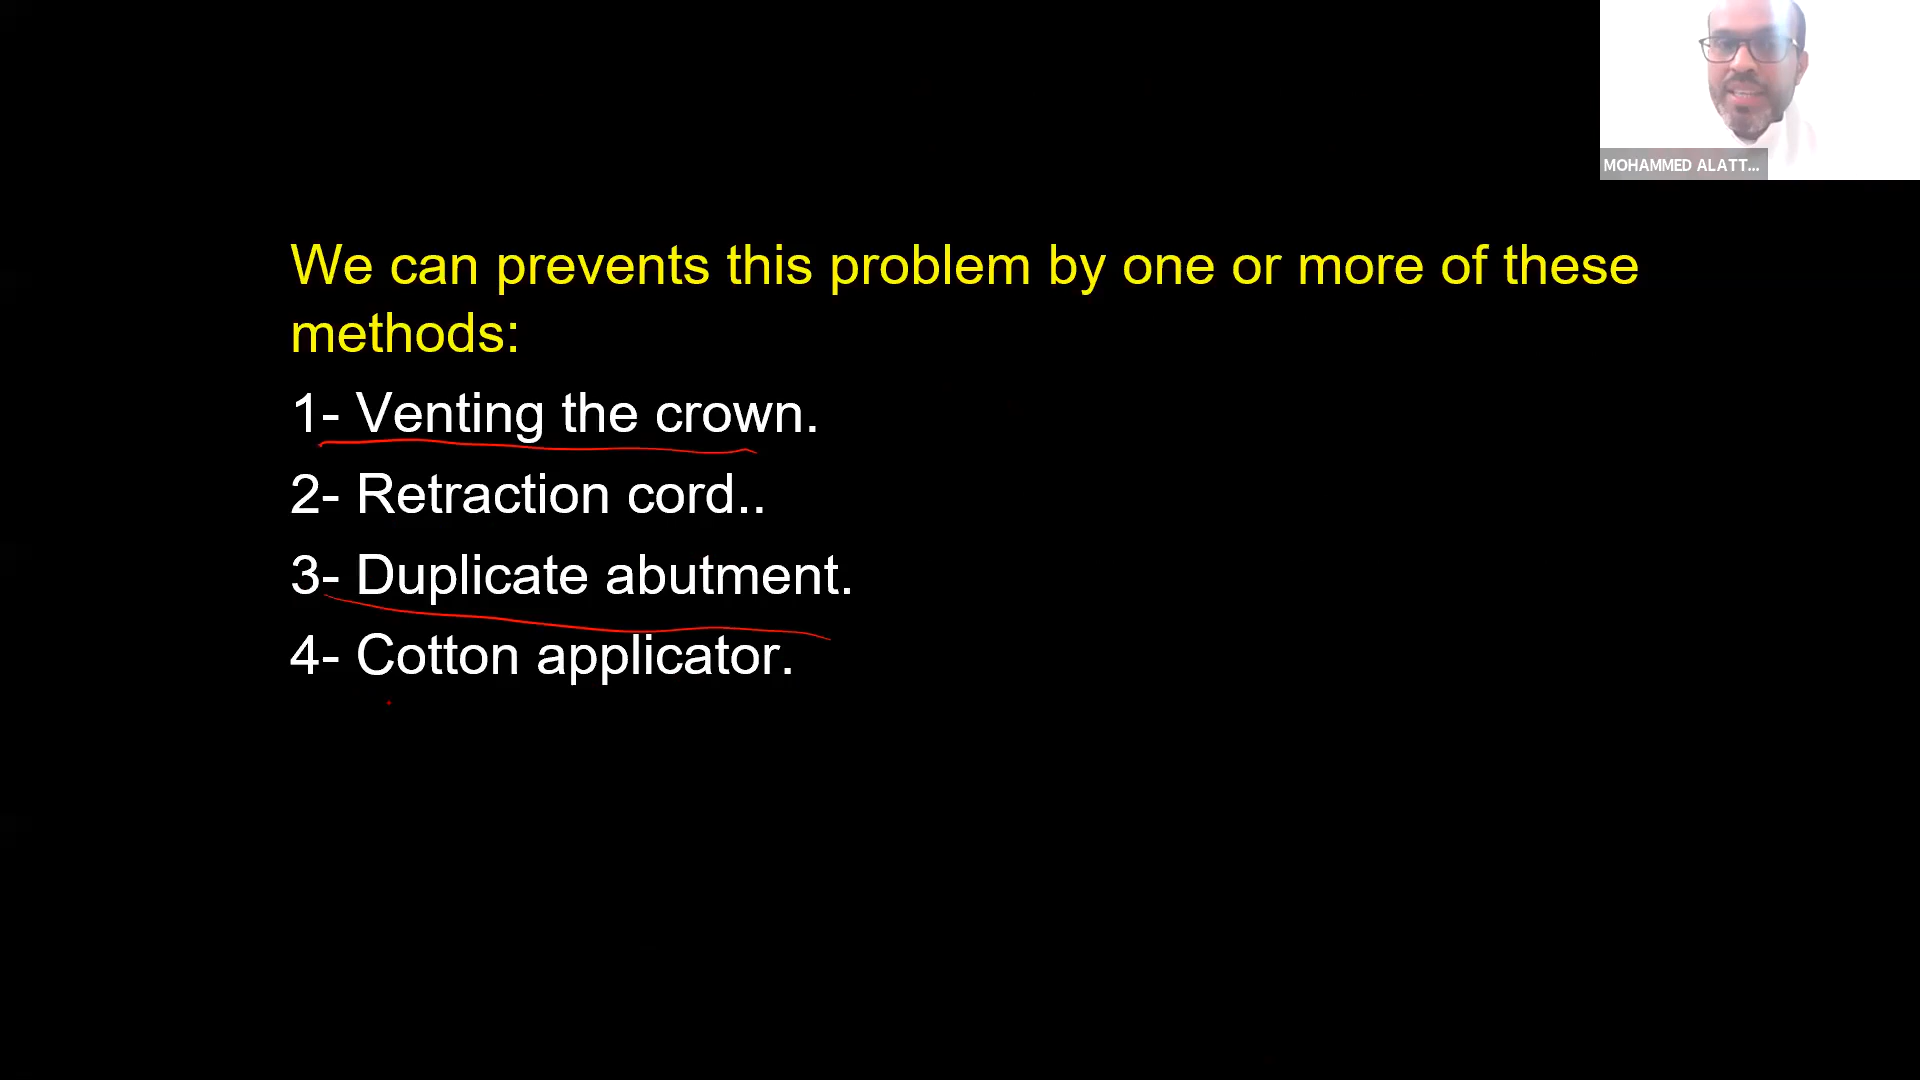 MOHAMMED ALATT...
We can prevents this problem by one or more of these
methods:
1- Venting the crown.
2- Retraction cord..
3- Duplicate abutment.
4- Cotton applicator.